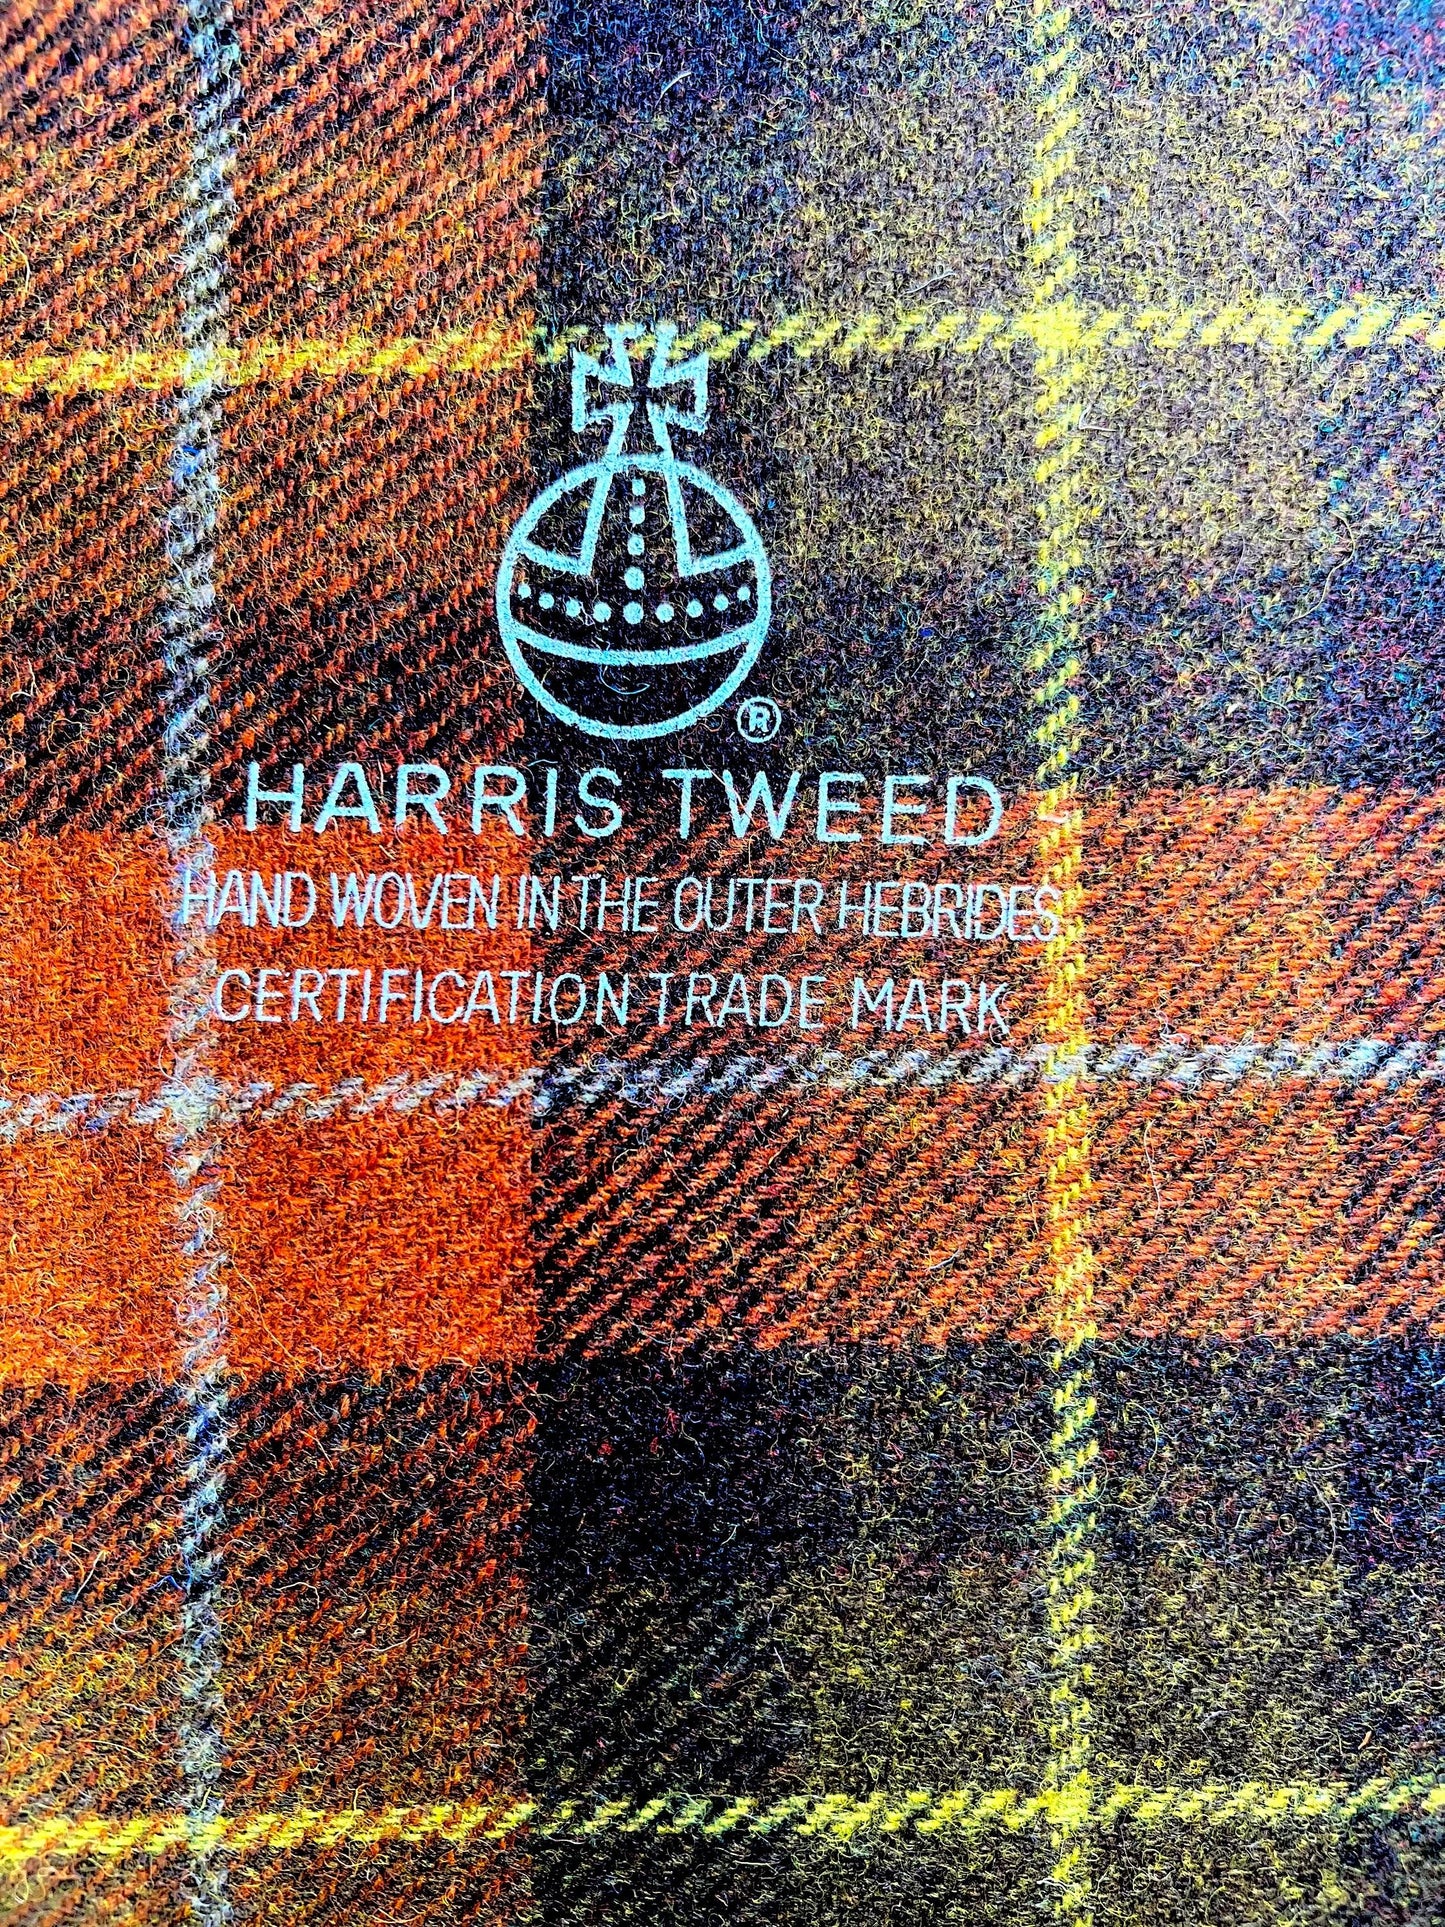 ®
HARRIS TWEED
HAND WOVEN IN THE OUTER HEBRIDES
CERTIFICATION TRADE MARK